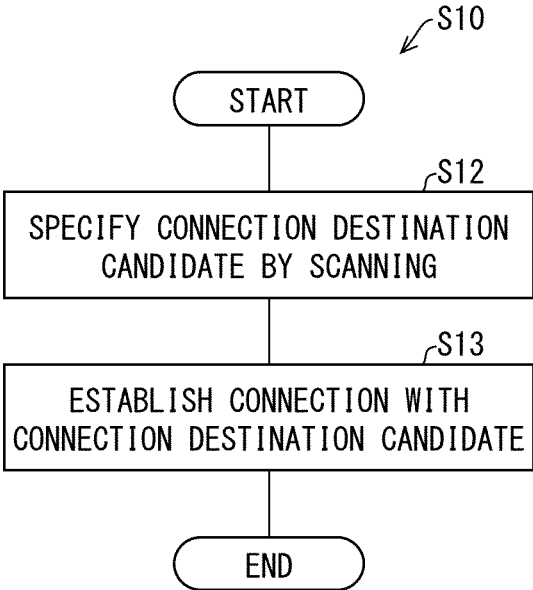 S10
START
S12
SPECIFY CONNECTION DESTINATION
CANDIDATE BY SCANNING
S13
ESTABLISH CONNECTION WITH
CONNECTION DESTINATION CANDIDATE
END